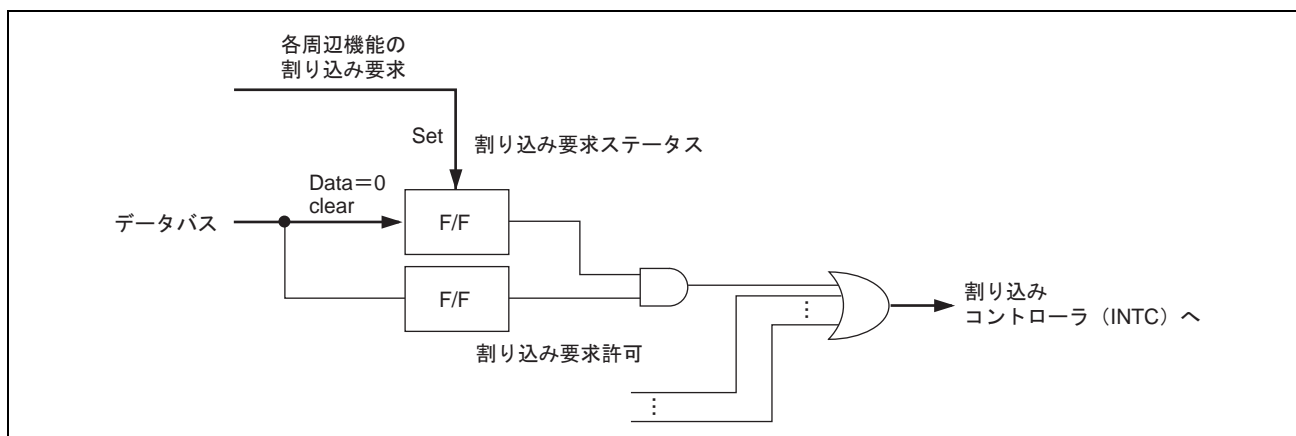 各周辺機能の
割り込み要求
Set
割り込み要求ステータス
Data=0
clear
データバス
F/F
F/F
割り込み要求許可
⋮
⋮
割り込み
コントローラ（INTC）へ